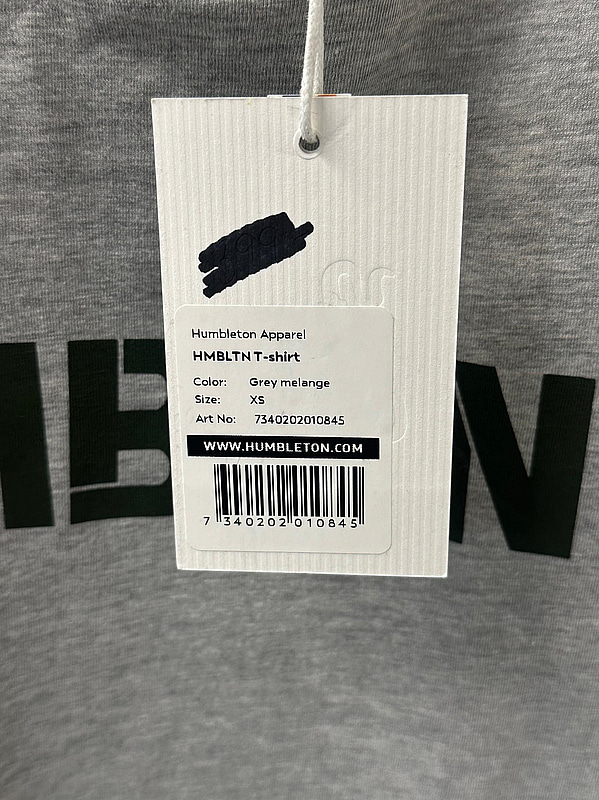 Humbleton Apparel
HMBLTN T-shirt
Color: Grey melange
Size: XS
Art No: 7340202010845
WWW.HUMBLETON.COM
7 340202 010845